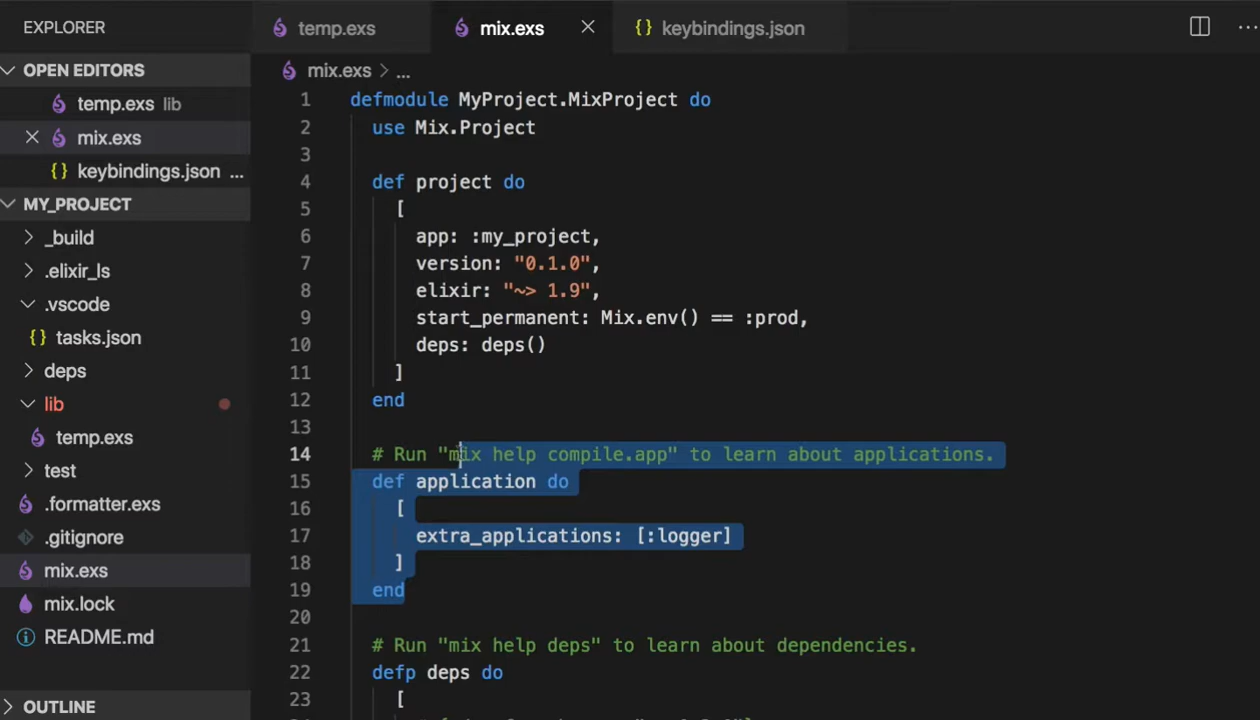 EXPLORER
OPEN EDITORS
temp.exs lib
mix.exs
keybindings.json ...
MY_PROJECT
_build
.elixir_ls
.vscode
{} tasks.json
deps
lib
temp.exs
test
.formatter.exs
.gitignore
mix.exs
mix.lock
README.md
OUTLINE
temp.exs
mix.exs
{} keybindings.json
mix.exs > ...
1 defmodule MyProject.MixProject do
2 use Mix.Project
3
4 def project do
5 [
6 app: :my_project,
7 version: "0.1.0",
8 elixir: "~> 1.9",
9 start_permanent: Mix.env() == :prod,
10 deps: deps()
11 ]
12 end
13
14 # Run "mix help compile.app" to learn about applications.
15 def application do
16 [
17 extra_applications: [:logger]
18 ]
19 end
20
21 # Run "mix help deps" to learn about dependencies.
22 defp deps do
23 [